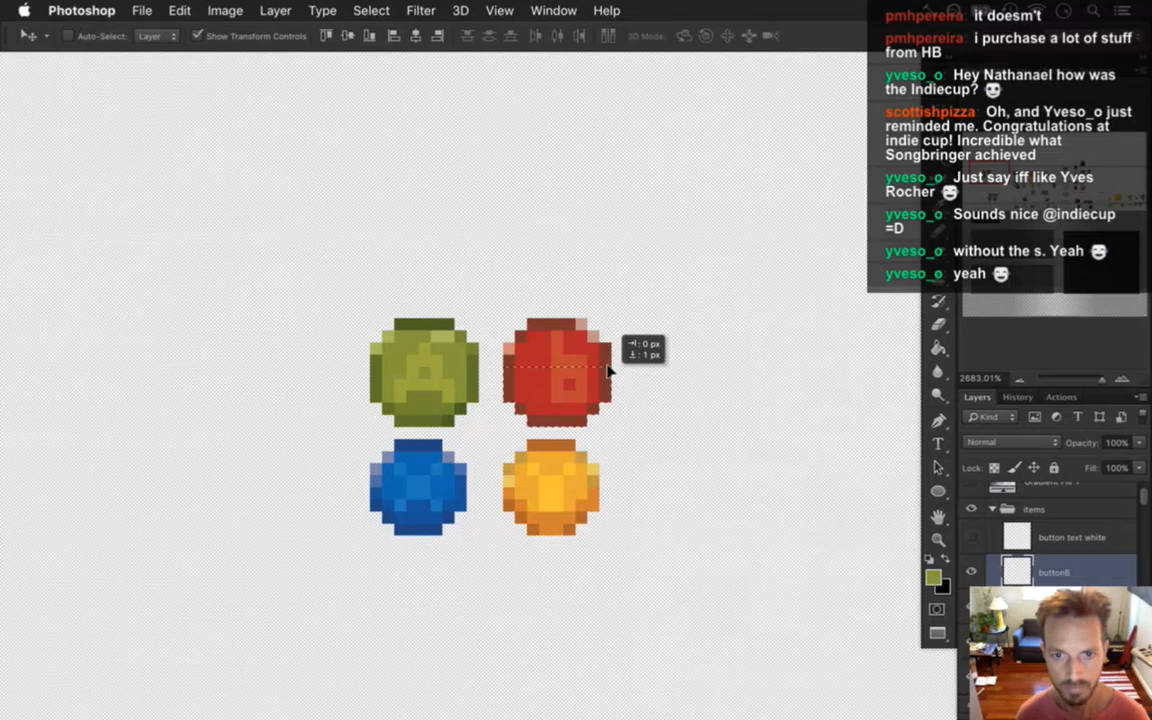 Photoshop File Edit Image Layer Type Select Filter 3D View Window Help
Auto-Select: Layer Show Transform Controls 3D Mode:
pmhpereira: it doesn't
pmhpereira: i purchase a lot of stuff
from HB
yveso_o Hey Nathanael how was
the Indiecup?
scottishpizza Oh, and Yveso_o just
reminded me. Congratulations at
indie cup! Incredible what
Songbringer achieved
yveso_o Just say iff like Yves
Rocher
yveso_o Sounds nice @indiecup
=D
yveso_o without the s. Yeah
yveso_o yeah
: 0 px
: 1 px
A
b
2683.01%
Layers History Actions
Kind
Normal Opacity: 100%
Lock: Fill: 100%
items
button text white
buttonB
T